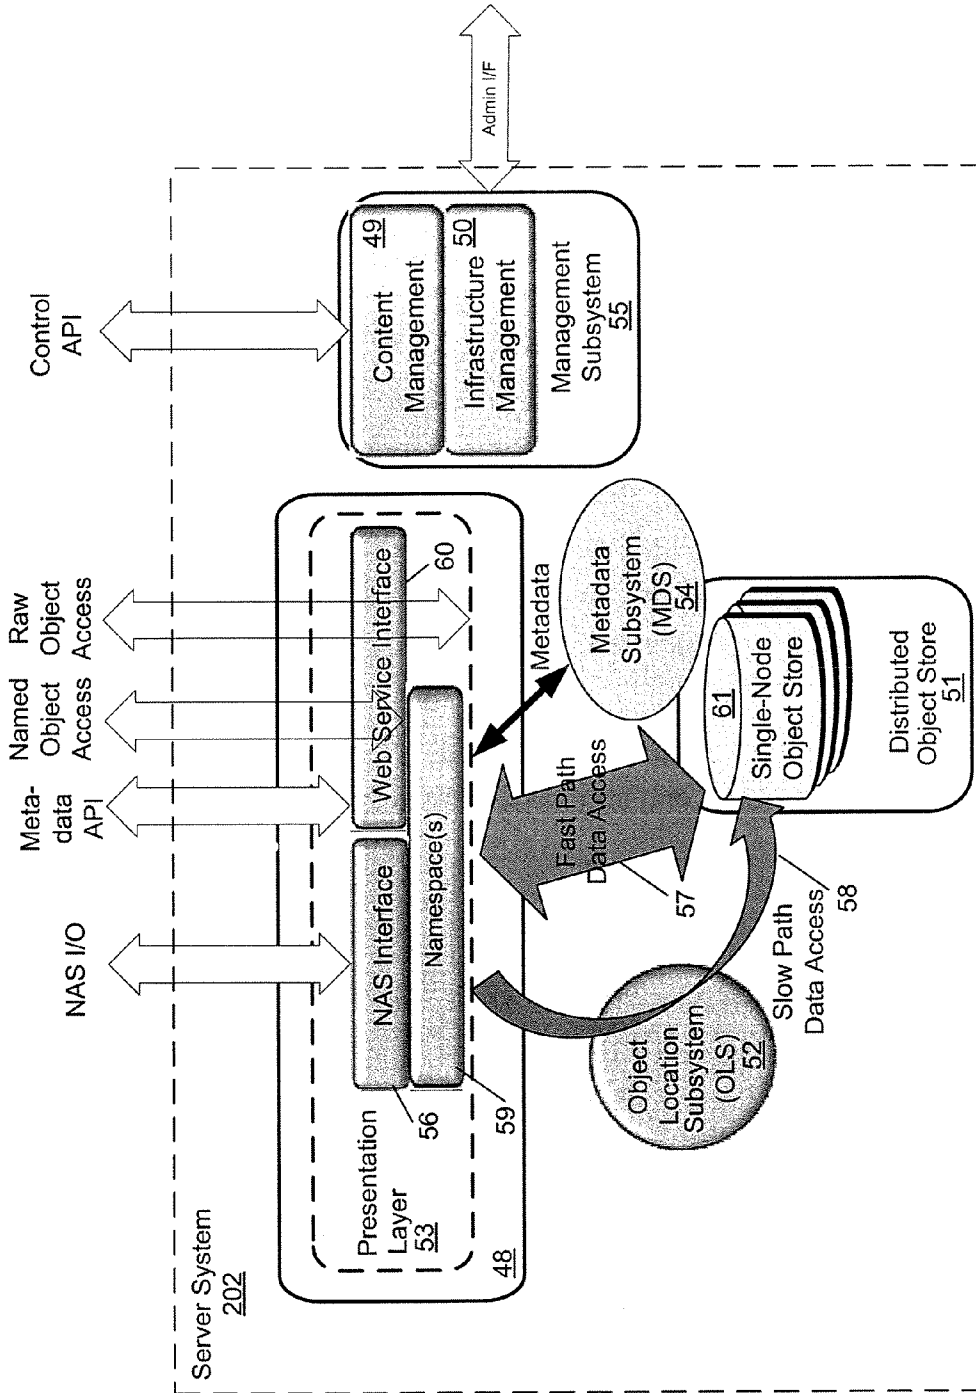 NAS I/O
Meta-
data
API
Named
Object
Access
Raw
Object
Access
Control
API
Server System
202
Presentation
Layer
53
NAS Interface
Web Service Interface
Namespace(s)
56
59
60
48
Content
Management
49
Infrastructure
Management
50
Management
Subsystem
55
Admin I/F
Metadata
Fast Path
Data Access
57
Object
Location
Subsystem
(OLS)
52
Slow Path
Data Access
58
Metadata
Subsystem
(MDS)
54
61
Single-Node
Object Store
Distributed
Object Store
51